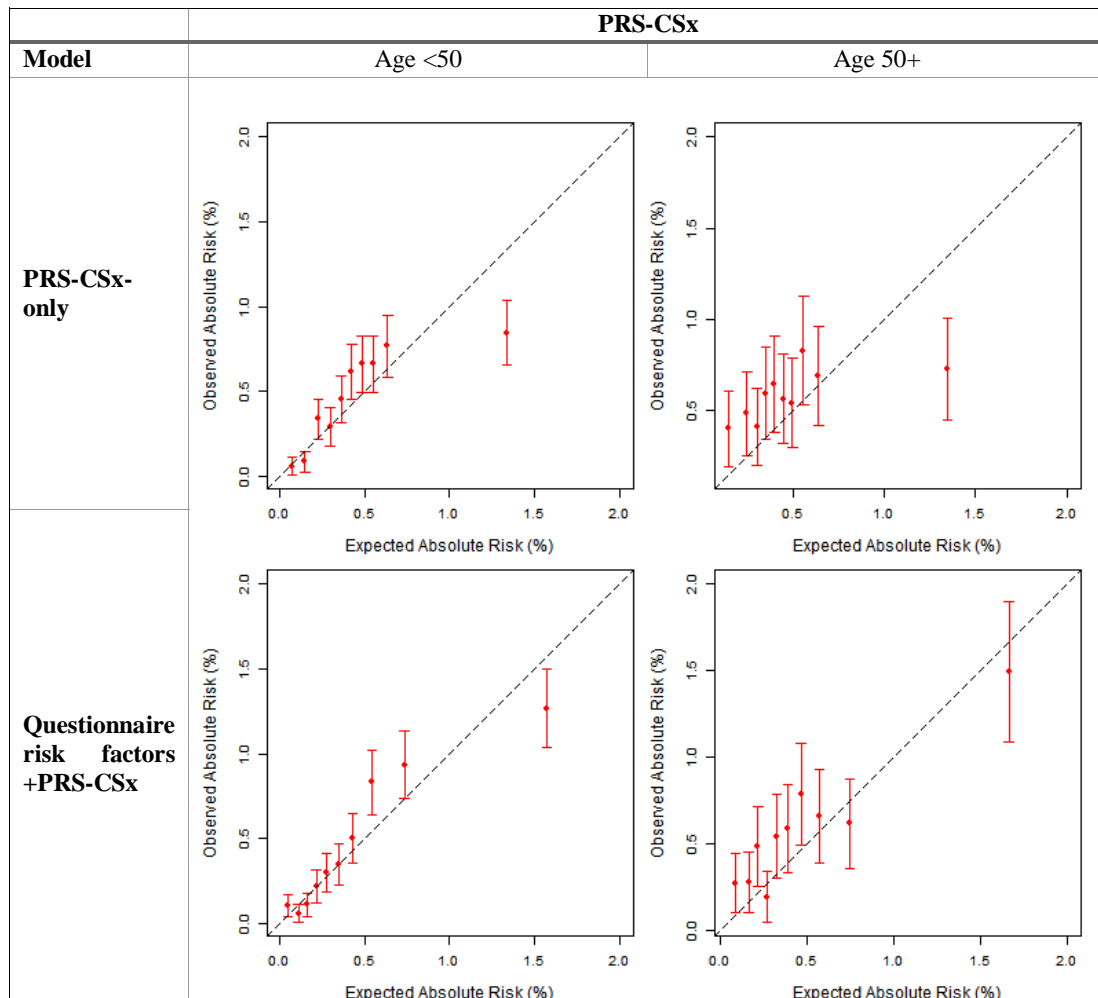 PRS-CSx
Model
Age <50
Age 50+
PRS-CSx-
only
Observed Absolute Risk (%)
2.0
1.5
1.0
0.5
0.0
0.0 0.5 1.0 1.5 2.0
Expected Absolute Risk (%)
Observed Absolute Risk (%)
2.0
1.5
1.0
0.5
0.5 1.0 1.5 2.0
Expected Absolute Risk (%)
Questionnaire
risk factors
+PRS-CSx
Observed Absolute Risk (%)
2.0
1.5
1.0
0.5
0.0
0.0 0.5 1.0 1.5 2.0
Expected Absolute Risk (%)
Observed Absolute Risk (%)
2.0
1.5
1.0
0.5
0.0
0.0 0.5 1.0 1.5 2.0
Expected Absolute Risk (%)